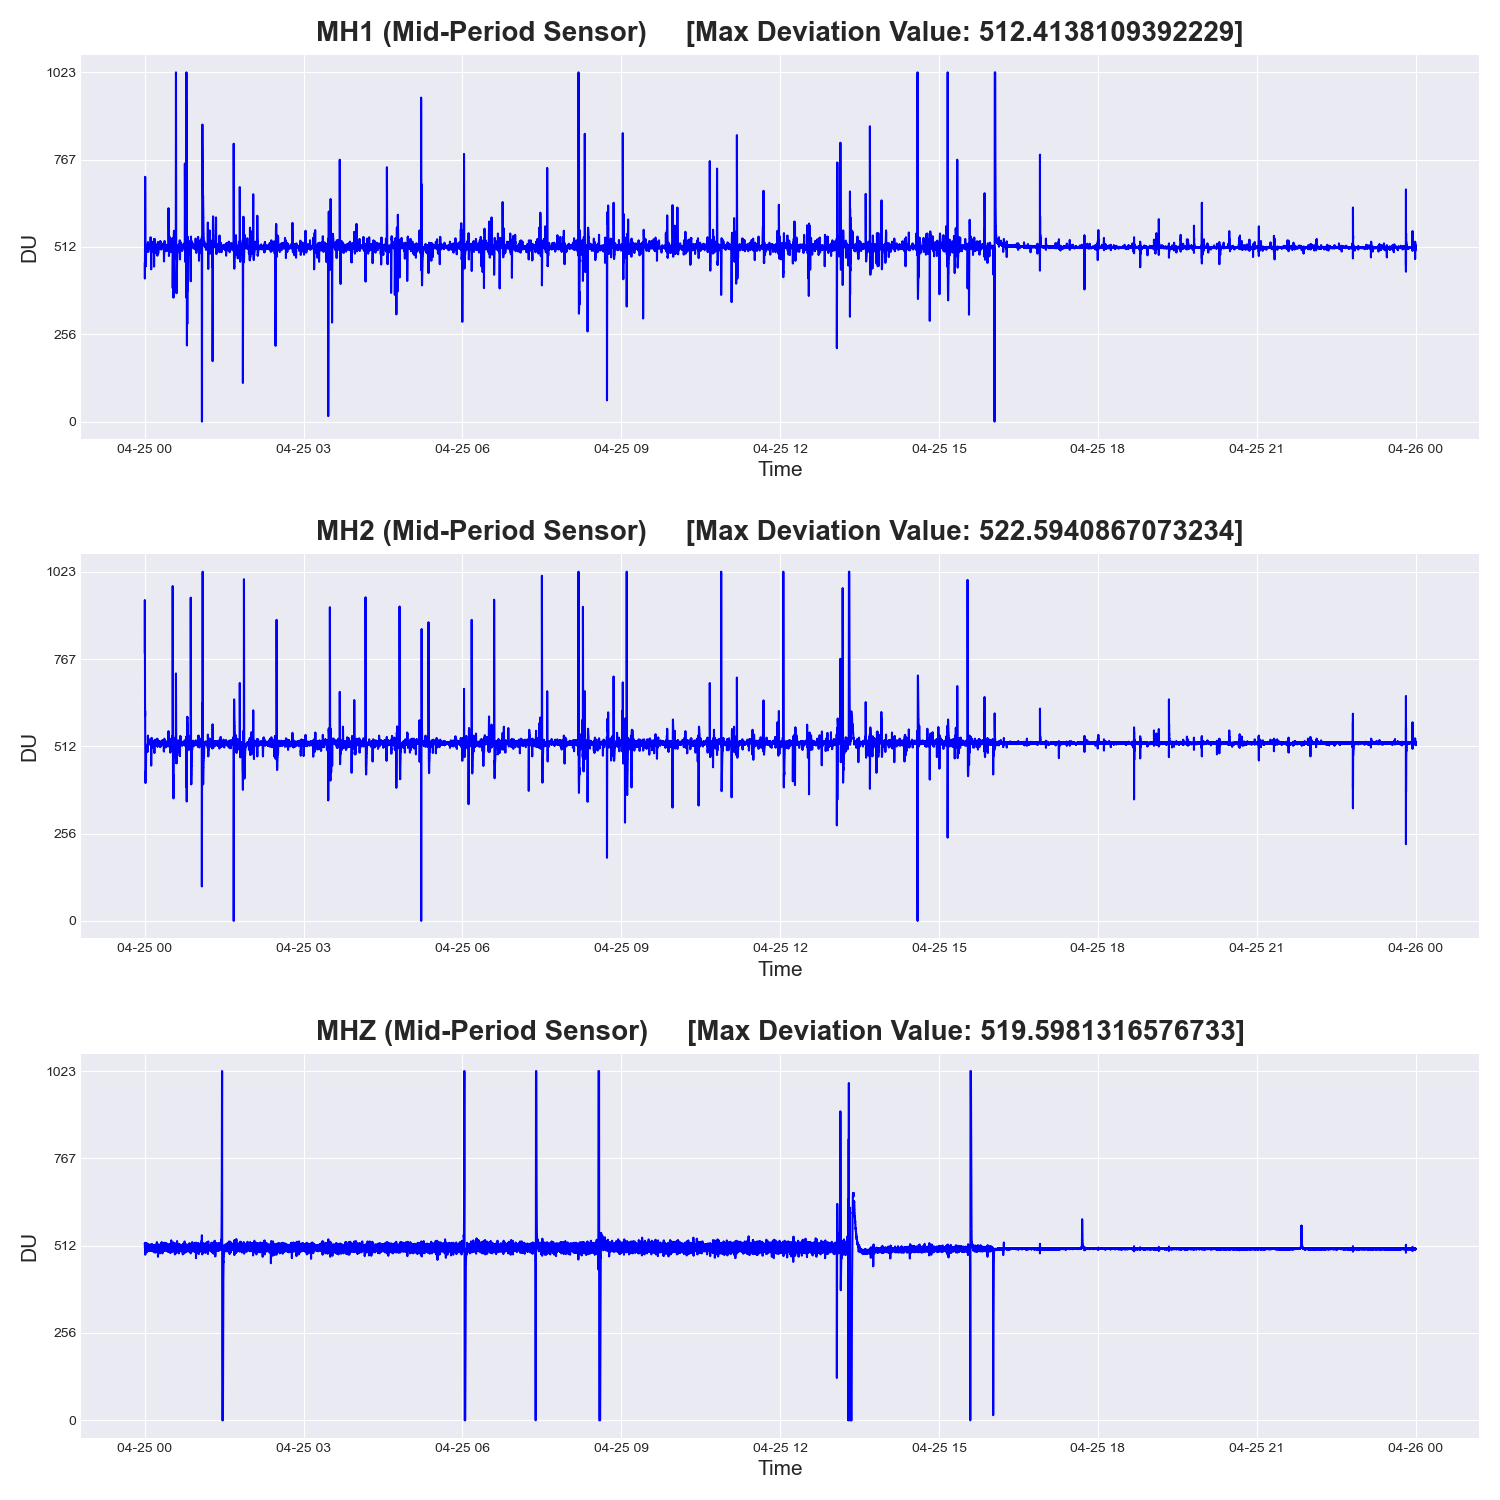 MH1 (Mid-Period Sensor) [Max Deviation Value: 512.4138109392229]
1023
767
512
256
0
DU
04-25 00 04-25 03 04-25 06 04-25 09 04-25 12 04-25 15 04-25 18 04-25 21 04-26 00
Time
MH2 (Mid-Period Sensor) [Max Deviation Value: 522.5940867073234]
1023
767
512
256
0
DU
04-25 00 04-25 03 04-25 06 04-25 09 04-25 12 04-25 15 04-25 18 04-25 21 04-26 00
Time
MHZ (Mid-Period Sensor) [Max Deviation Value: 519.5981316576733]
1023
767
512
256
0
DU
04-25 00 04-25 03 04-25 06 04-25 09 04-25 12 04-25 15 04-25 18 04-25 21 04-26 00
Time